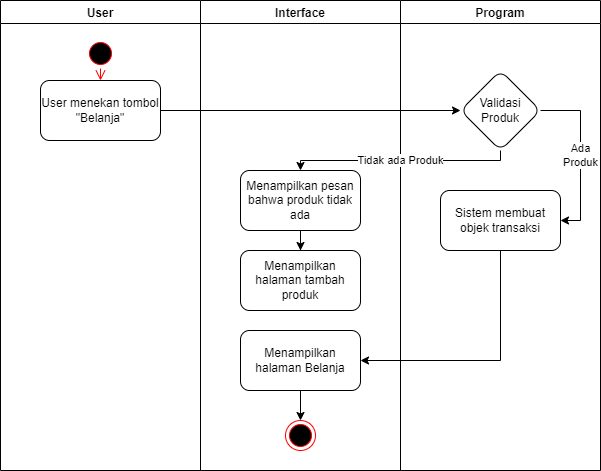 User
Interface
Program
User menekan tombol
"Belanja"
Validasi
Produk
Ada
Produk
Tidak ada Produk
Menampilkan pesan
bahwa produk tidak
ada
Sistem membuat
objek transaksi
Menampilkan
halaman tambah
produk
Menampilkan
halaman Belanja